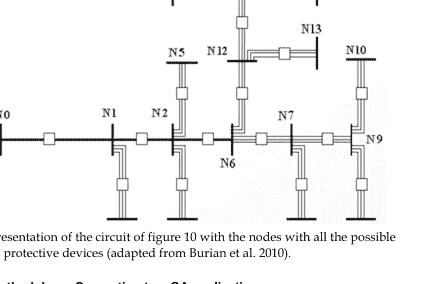 N13
N5
N12
N10
N1
N2
N7
N9
N6
resentation of the circuit of figure 10 with the nodes with all the possible
protective devices (adapted from Burian et al. 2010).